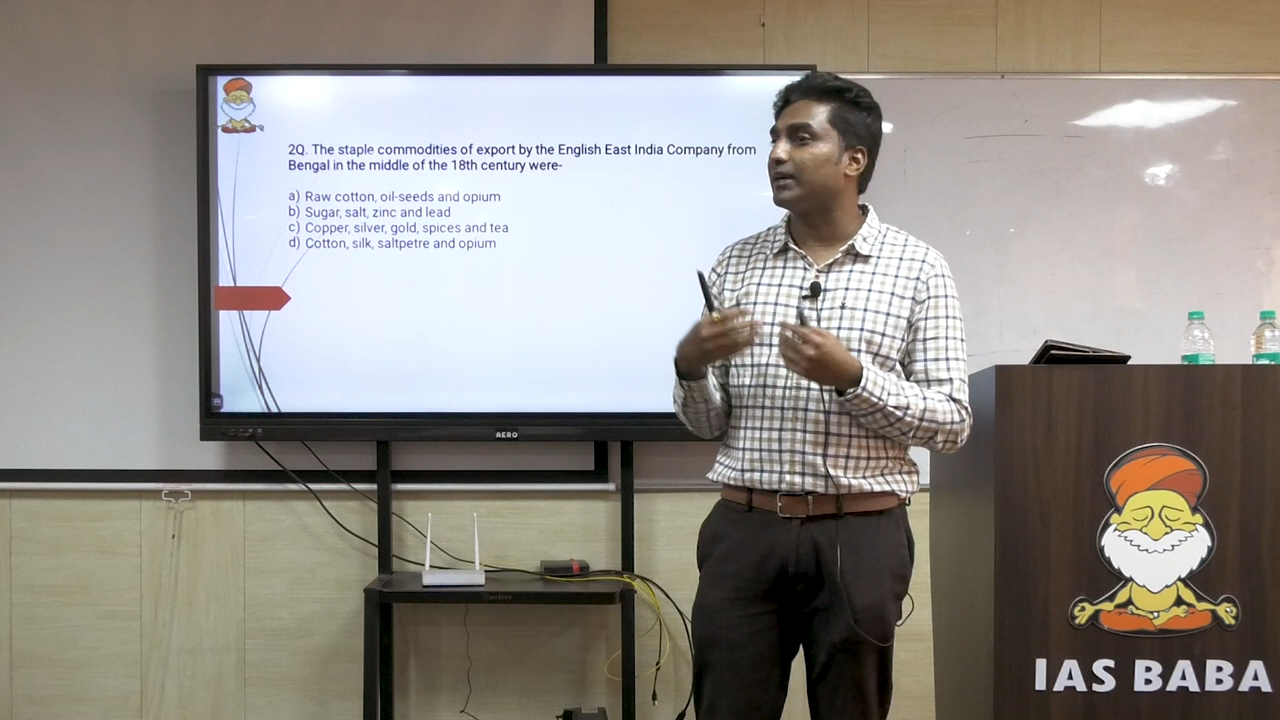 2Q. The staple commodities of export by the English East India Company from
Bengal in the middle of the 18th century were-
a) Raw cotton, oil-seeds and opium
b) Sugar, salt, zinc and lead
c) Copper, silver, gold, spices and tea
d) Cotton, silk, saltpetre and opium
AERO
IAS BABA